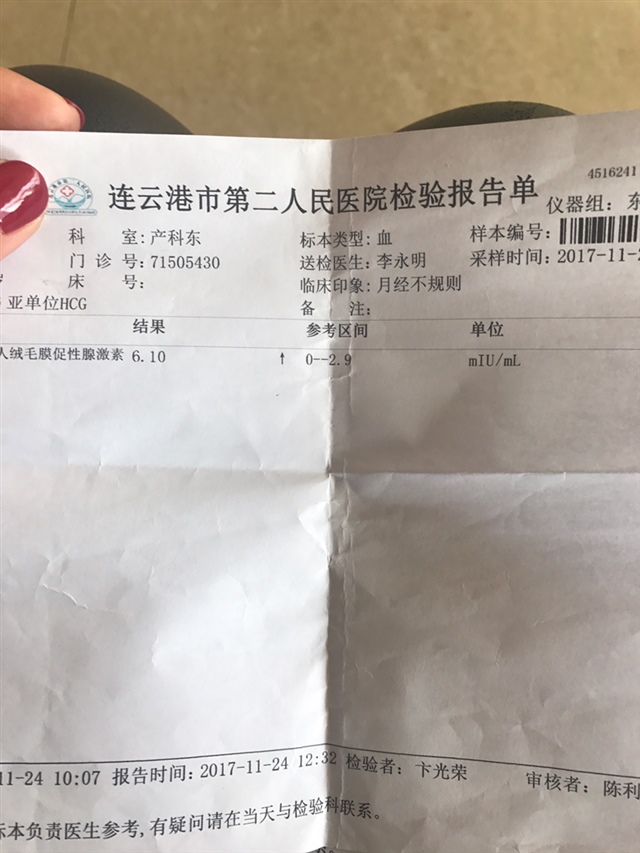 4516241
连云港市第二人民医院检验报告单
仪器组: 东
科 室:产科东 标本类型:血 样本编号:
门 诊 号:71505430 送检医生:李永明 采样时间:2017-11-2
床 号: 临床印象:月经不规则
亚单位HCG 备 注:
结果 参考区间 单位
人绒毛膜促性腺激素 6.10 ↑ 0--2.9 mIU/mL
11-24 10:07 报告时间:2017-11-24 12:32 检验者: 卞光荣 审核者: 陈利
标本负责医生参考,有疑问请在当天与检验科联系。